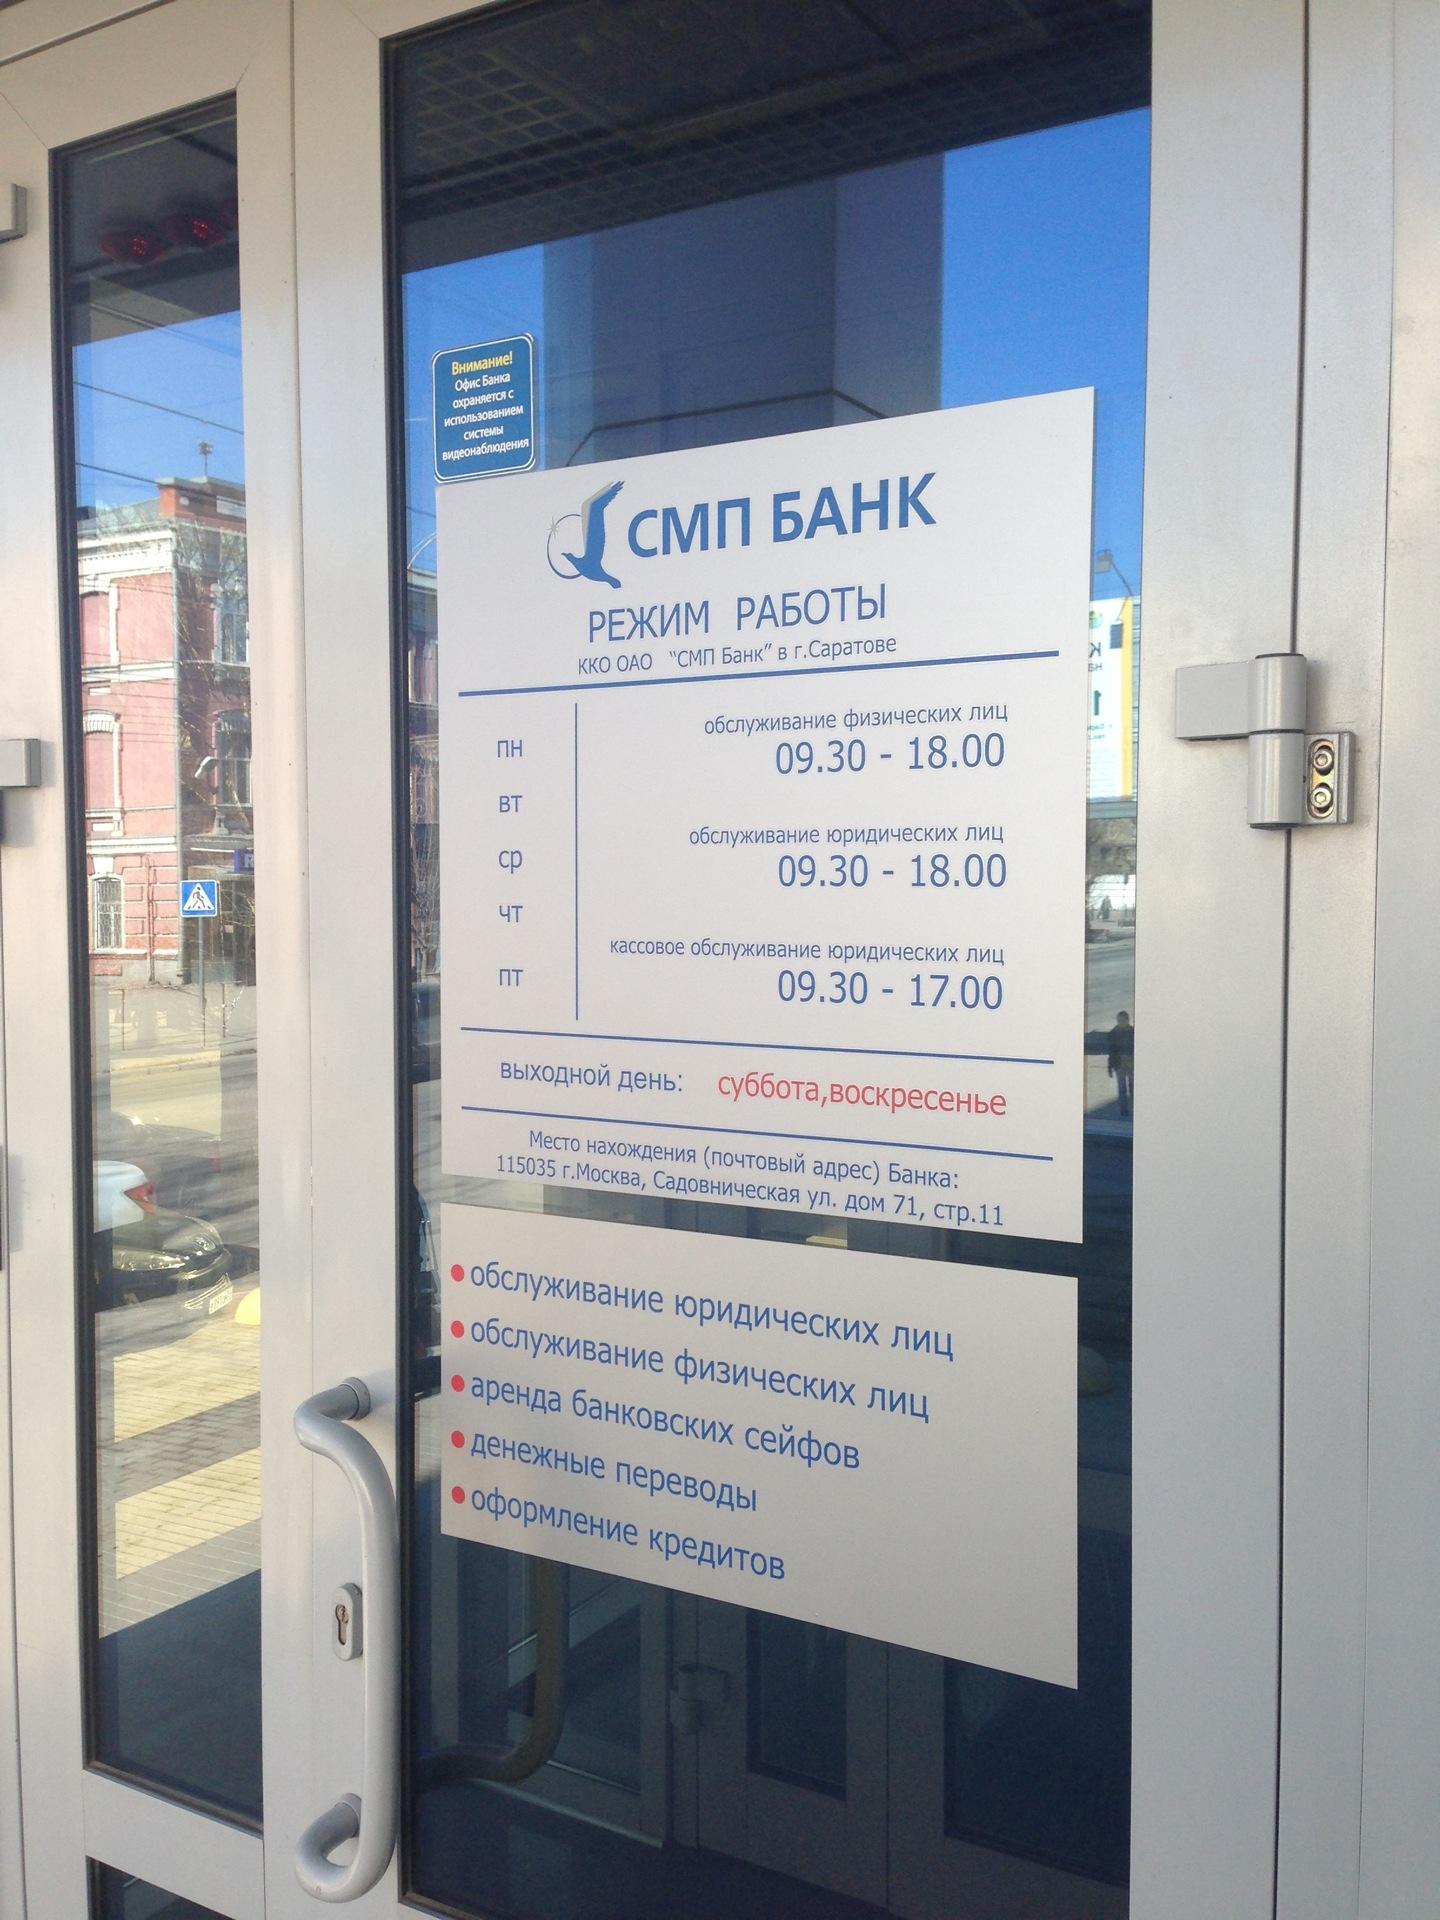 Внимание!
Офис Банка
охраняется с
использованием
системы
видеонаблюдения
СМП БАНК
РЕЖИМ РАБОТЫ
ККО ОАО "СМП Банк" в г.Саратове
обслуживание физических лиц
пн
09.30 - 18.00
вт
обслуживание юридических лиц
ср
09.30 - 18.00
чт
кассовое обслуживание юридических лиц
пт
09.30 - 17.00
выходной день: суббота,воскресенье
Место нахождения (почтовый адрес) Банка:
115035 г.Москва, Садовническая ул. дом 71, стр.11
• обслуживание юридических лиц
• обслуживание физических лиц
• аренда банковских сейфов
• денежные переводы
• оформление кредитов